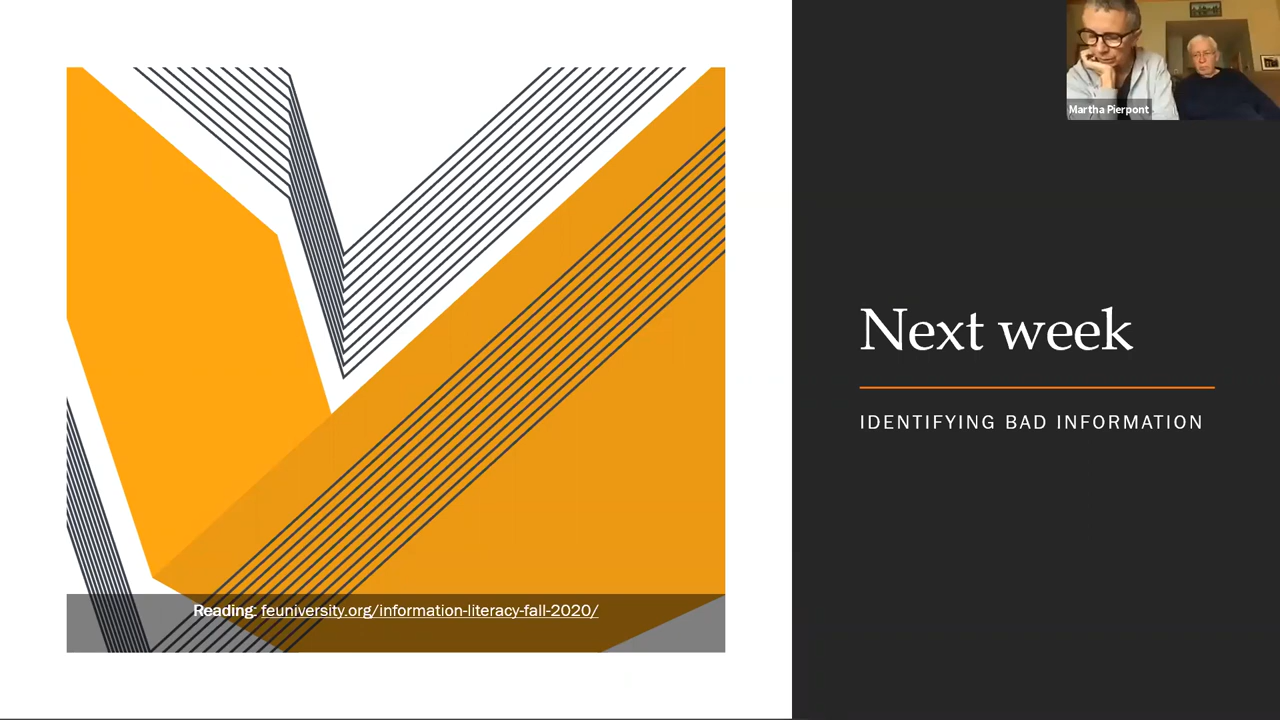 Martha Pierpont
Next week
IDENTIFYING BAD INFORMATION
Reading: feuniversity.org/information-literacy-fall-2020/